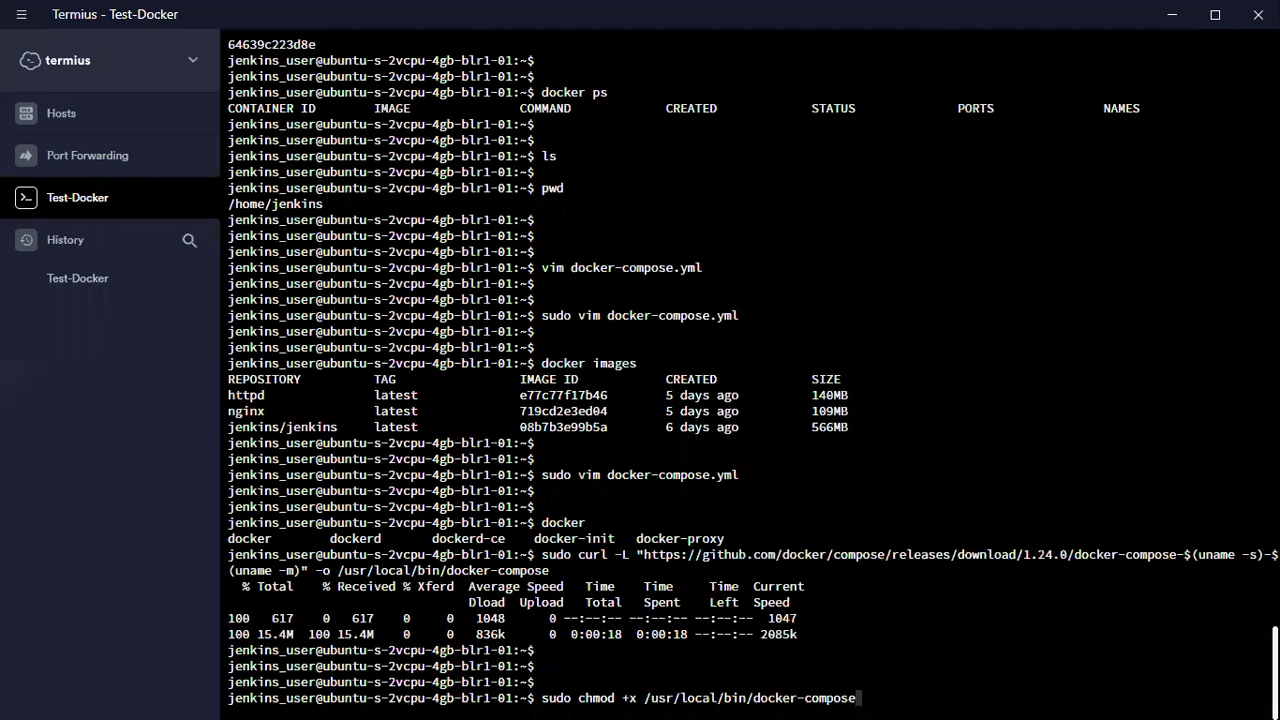 Termius - Test-Docker
termius
Hosts
Port Forwarding
Test-Docker
History
Test-Docker
64639c223d8e
jenkins_user@ubuntu-s-2vcpu-4gb-blr1-01:~$
jenkins_user@ubuntu-s-2vcpu-4gb-blr1-01:~$
jenkins_user@ubuntu-s-2vcpu-4gb-blr1-01:~$ docker ps
CONTAINER ID IMAGE COMMAND CREATED STATUS PORTS NAMES
jenkins_user@ubuntu-s-2vcpu-4gb-blr1-01:~$
jenkins_user@ubuntu-s-2vcpu-4gb-blr1-01:~$
jenkins_user@ubuntu-s-2vcpu-4gb-blr1-01:~$ ls
jenkins_user@ubuntu-s-2vcpu-4gb-blr1-01:~$
jenkins_user@ubuntu-s-2vcpu-4gb-blr1-01:~$ pwd
/home/jenkins
jenkins_user@ubuntu-s-2vcpu-4gb-blr1-01:~$
jenkins_user@ubuntu-s-2vcpu-4gb-blr1-01:~$
jenkins_user@ubuntu-s-2vcpu-4gb-blr1-01:~$
jenkins_user@ubuntu-s-2vcpu-4gb-blr1-01:~$ vim docker-compose.yml
jenkins_user@ubuntu-s-2vcpu-4gb-blr1-01:~$
jenkins_user@ubuntu-s-2vcpu-4gb-blr1-01:~$
jenkins_user@ubuntu-s-2vcpu-4gb-blr1-01:~$ sudo vim docker-compose.yml
jenkins_user@ubuntu-s-2vcpu-4gb-blr1-01:~$
jenkins_user@ubuntu-s-2vcpu-4gb-blr1-01:~$
jenkins_user@ubuntu-s-2vcpu-4gb-blr1-01:~$ docker images
REPOSITORY TAG IMAGE ID CREATED SIZE
httpd latest e77c77f17b46 5 days ago 140MB
nginx latest 719cd2e3ed04 5 days ago 109MB
jenkins/jenkins latest 08b7b3e99b5a 6 days ago 566MB
jenkins_user@ubuntu-s-2vcpu-4gb-blr1-01:~$
jenkins_user@ubuntu-s-2vcpu-4gb-blr1-01:~$
jenkins_user@ubuntu-s-2vcpu-4gb-blr1-01:~$ sudo vim docker-compose.yml
jenkins_user@ubuntu-s-2vcpu-4gb-blr1-01:~$
jenkins_user@ubuntu-s-2vcpu-4gb-blr1-01:~$
jenkins_user@ubuntu-s-2vcpu-4gb-blr1-01:~$ docker
docker dockerd dockerd-ce docker-init docker-proxy
jenkins_user@ubuntu-s-2vcpu-4gb-blr1-01:~$ sudo curl -L "https://github.com/docker/compose/releases/download/1.24.0/docker-compose-$(uname -s)-$
(uname -m)" -o /usr/local/bin/docker-compose
% Total % Received % Xferd Average Speed Time Time Time Current
Dload Upload Total Spent Left Speed
100 617 0 617 0 0 1048 0 --:--:-- --:--:-- --:--:-- 1047
100 15.4M 100 15.4M 0 0 836k 0 0:00:18 0:00:18 --:--:-- 2085k
jenkins_user@ubuntu-s-2vcpu-4gb-blr1-01:~$
jenkins_user@ubuntu-s-2vcpu-4gb-blr1-01:~$
jenkins_user@ubuntu-s-2vcpu-4gb-blr1-01:~$
jenkins_user@ubuntu-s-2vcpu-4gb-blr1-01:~$ sudo chmod +x /usr/local/bin/docker-compose